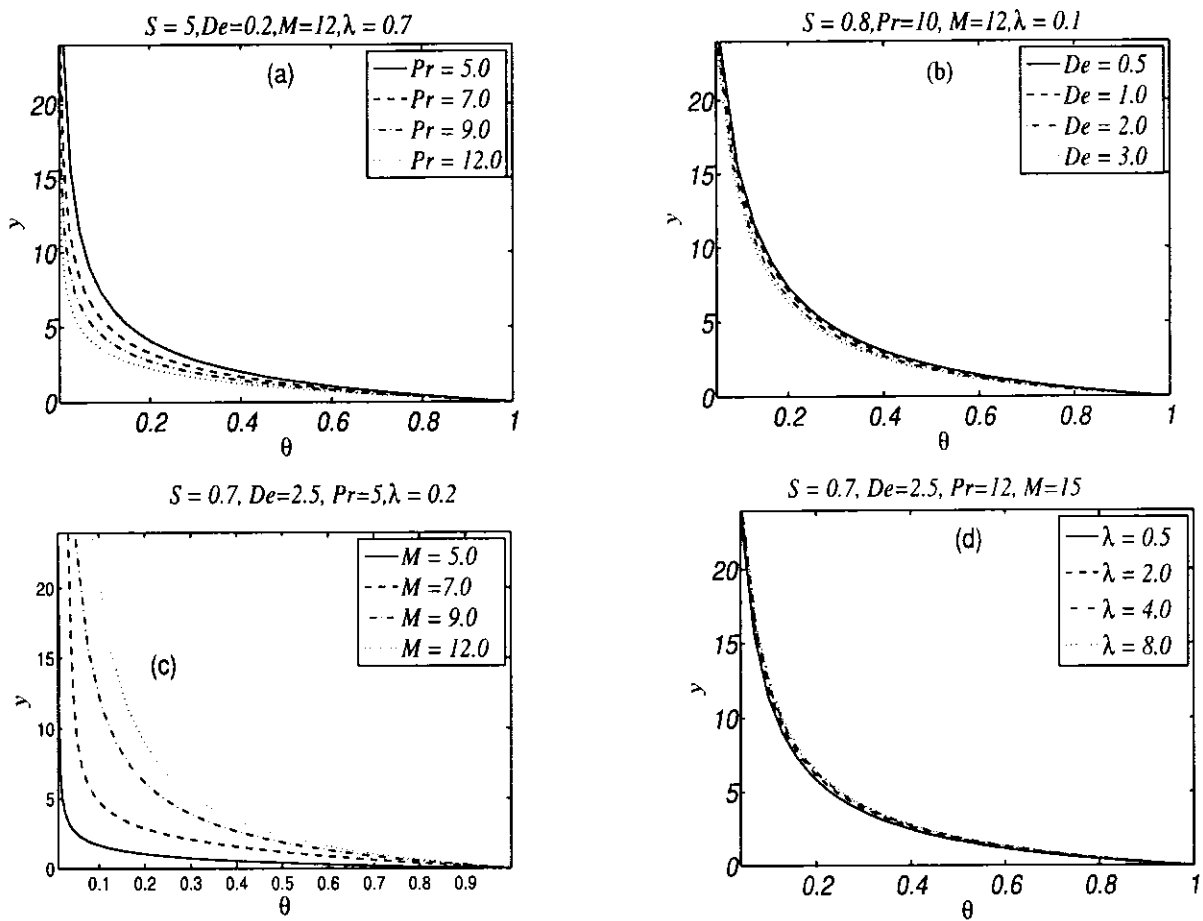 S = 5,De=0.2,M=12,λ = 0.7
(a)
Pr = 5.0
Pr = 7.0
Pr = 9.0
Pr = 12.0
20
15
10
5
0
y
0.2 0.4 0.6 0.8 1
θ
S = 0.8,Pr=10, M=12,λ = 0.1
(b)
De = 0.5
De = 1.0
De = 2.0
De = 3.0
20
15
10
5
0
y
0.2 0.4 0.6 0.8 1
θ
S = 0.7, De=2.5, Pr=5,λ = 0.2
(c)
M = 5.0
M =7.0
M = 9.0
M = 12.0
20
15
10
5
0
y
0.1 0.2 0.3 0.4 0.5 0.6 0.7 0.8 0.9
θ
S = 0.7, De=2.5, Pr=12, M=15
(d)
λ = 0.5
λ = 2.0
λ = 4.0
λ = 8.0
20
15
10
5
0
y
0.2 0.4 0.6 0.8 1
θ